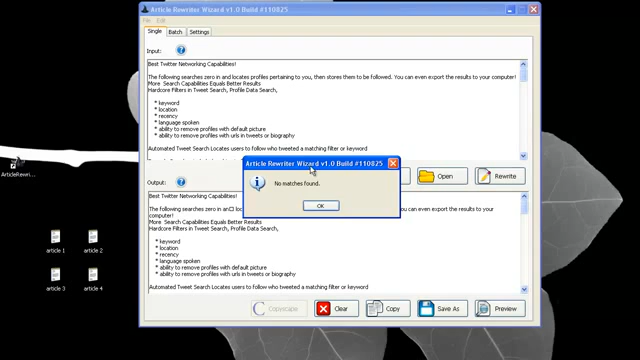 Article Rewriter Wizard v1.0 Build #110825
File Edit
Single Batch Settings
Input:
Best Twitter Networking Capabilities!
The following searches zero in and locates profiles pertaining to you, then stores them to be followed. You can even export the results to your computer!
More Search Capabilities Equals Better Results
Hardcore Filters in Tweet Search, Profile Data Search,
* keyword
* location
* recency
* language spoken
* ability to remove profiles with default picture
* ability to remove profiles with urls in tweets or biography
Automated Tweet Search Locates users to follow who tweeted a matching filter or keyword
ArticleRewri...
Article Rewriter Wizard v1.0 Build #110825
No matches found.
OK
Open
Rewrite
Output:
Best Twitter Networking Capabilities!
The following searches zero in
can even export the results to your
computer!
More Search Capabilities Equals Better Results
Hardcore Filters in Tweet Search, Profile Data Search,
* keyword
* location
* recency
* language spoken
* ability to remove profiles with default picture
* ability to remove profiles with urls in tweets or biography
Automated Tweet Search Locates users to follow who tweeted a matching filter or keyword
article 1
article 2
article 3
article 4
Copyscape
Clear
Copy
Save As
Preview